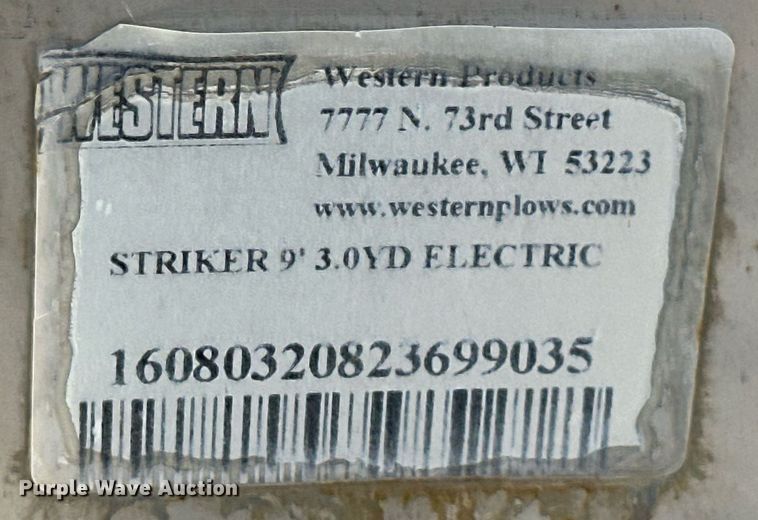 WESTERN
Western Products
7777 N. 73rd Street
Milwaukee, WI 53223
www.westernplows.com
STRIKER 9' 3.0YD ELECTRIC
16080320823699035
Purple Wave Auction